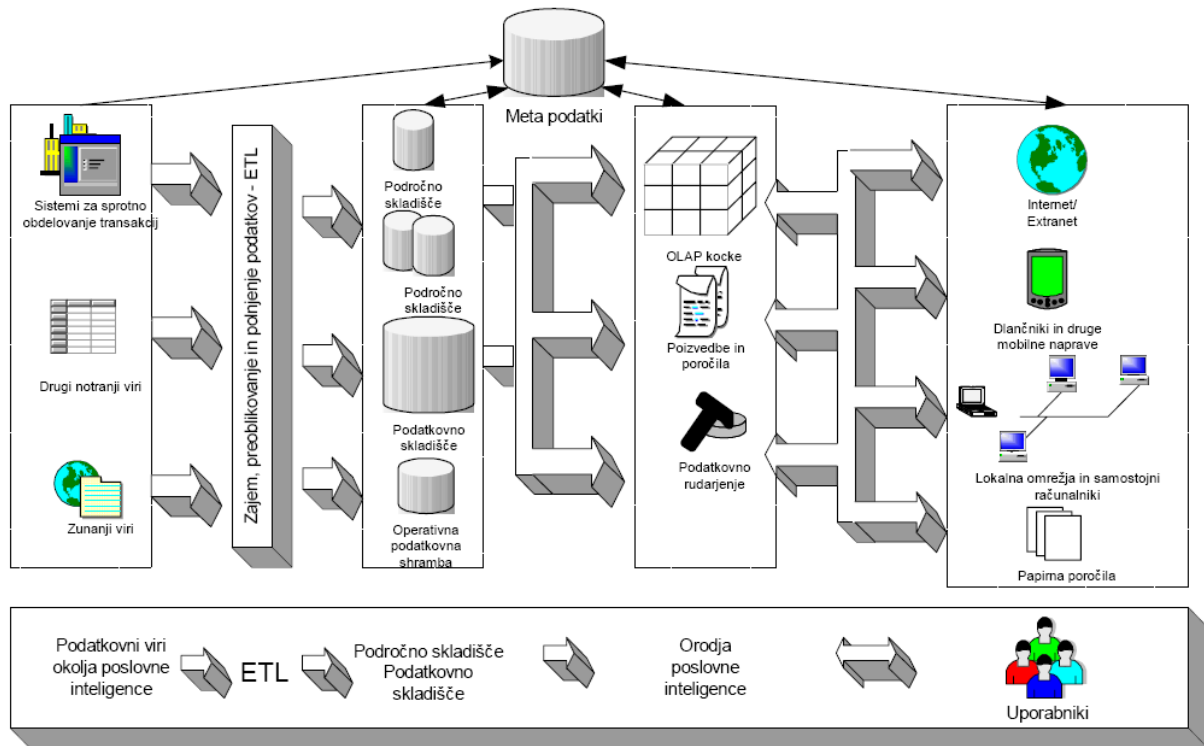 Meta podatki
Sistemi za sprotno
obdelovanje transakcij
Drugi notranji viri
Zunanji viri
Zajem, preoblikovanje in polnjenje podatkov - ETL
Področno
skladišče
Področno
skladišče
Podatkovno
skladišče
Operativna
podatkovna
shramba
OLAP kocke
Poizvedbe in
poročila
Podatkovno
rudarjenje
Internet/
Extranet
Dlančniki in druge
mobilne naprave
Lokalna omrežja in samostojni
računalniki
Papirna poročila
Podatkovni viri
okolja poslovne
inteligence
ETL
Področno skladišče
Podatkovno
skladišče
Orodja
poslovne
inteligence
Uporabniki